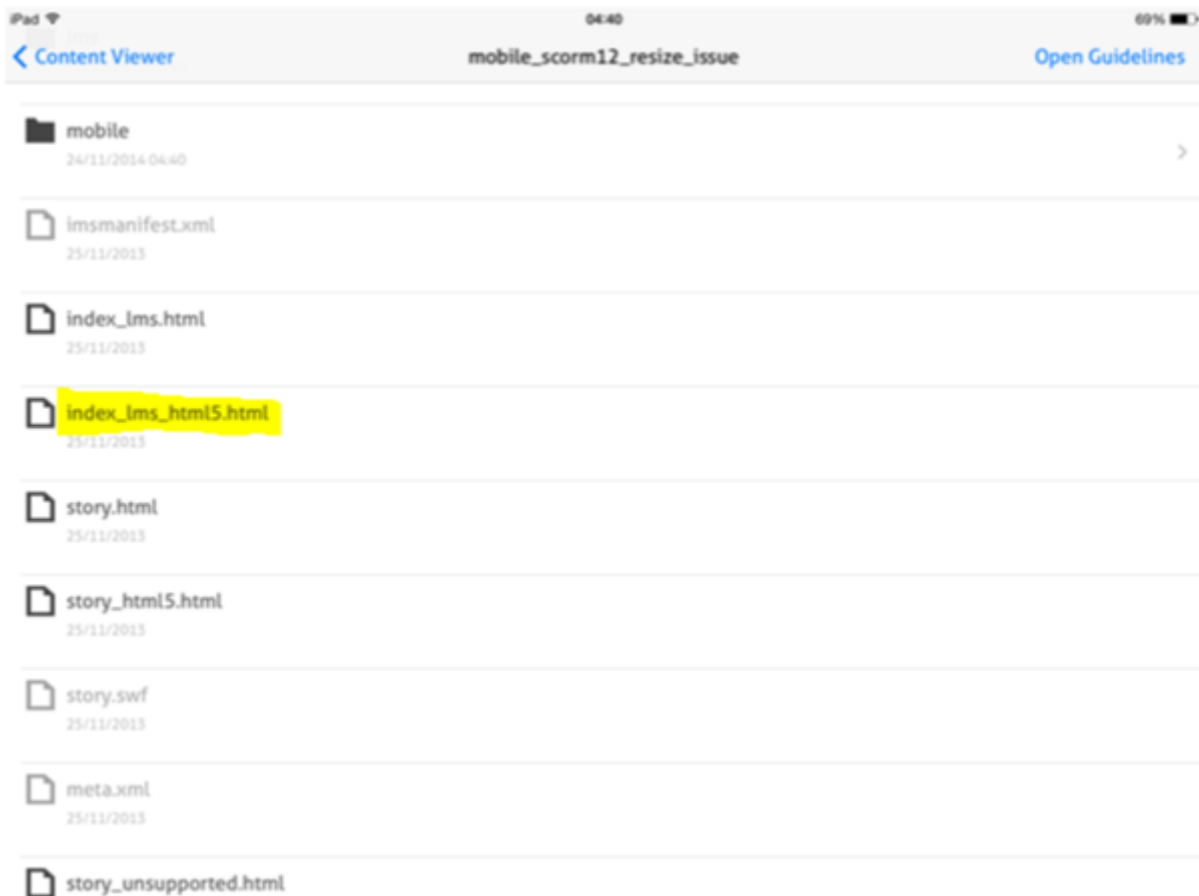 iPad 04:40 69%
lms
Content Viewer mobile_scorm12_resize_issue Open Guidelines
mobile
24/11/2014 04:40
imsmanifest.xml
25/11/2013
index_lms.html
25/11/2013
index_lms_html5.html
25/11/2013
story.html
25/11/2013
story_html5.html
25/11/2013
story.swf
25/11/2013
meta.xml
25/11/2013
story_unsupported.html